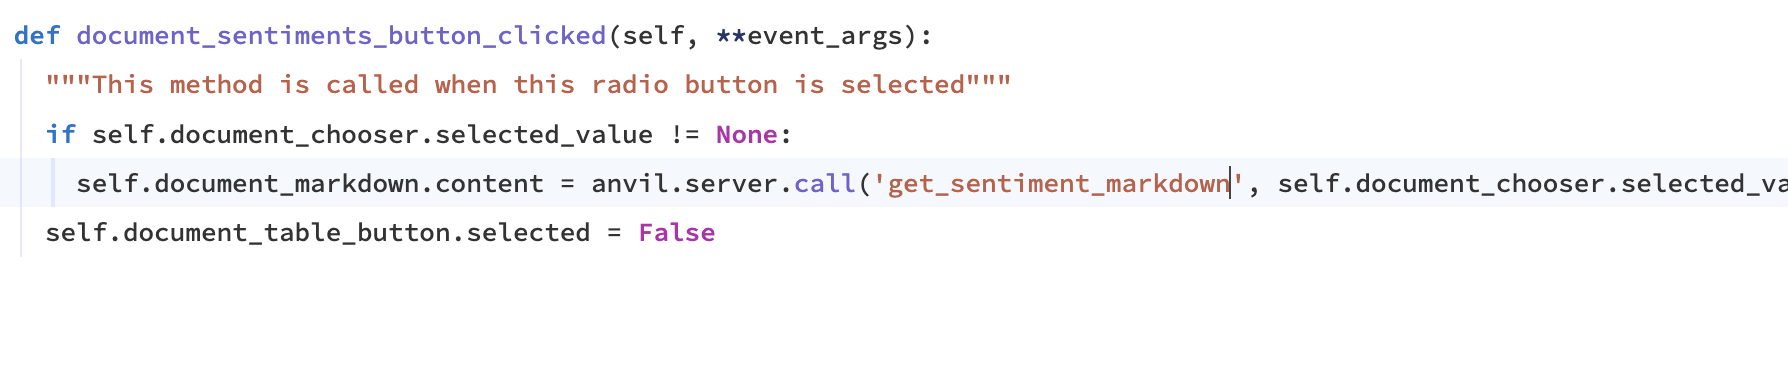 def document_sentiments_button_clicked(self, **event_args):
"""This method is called when this radio button is selected"""
if self.document_chooser.selected_value != None:
self.document_markdown.content = anvil.server.call('get_sentiment_markdown', self.document_chooser.selected_va
self.document_table_button.selected = False